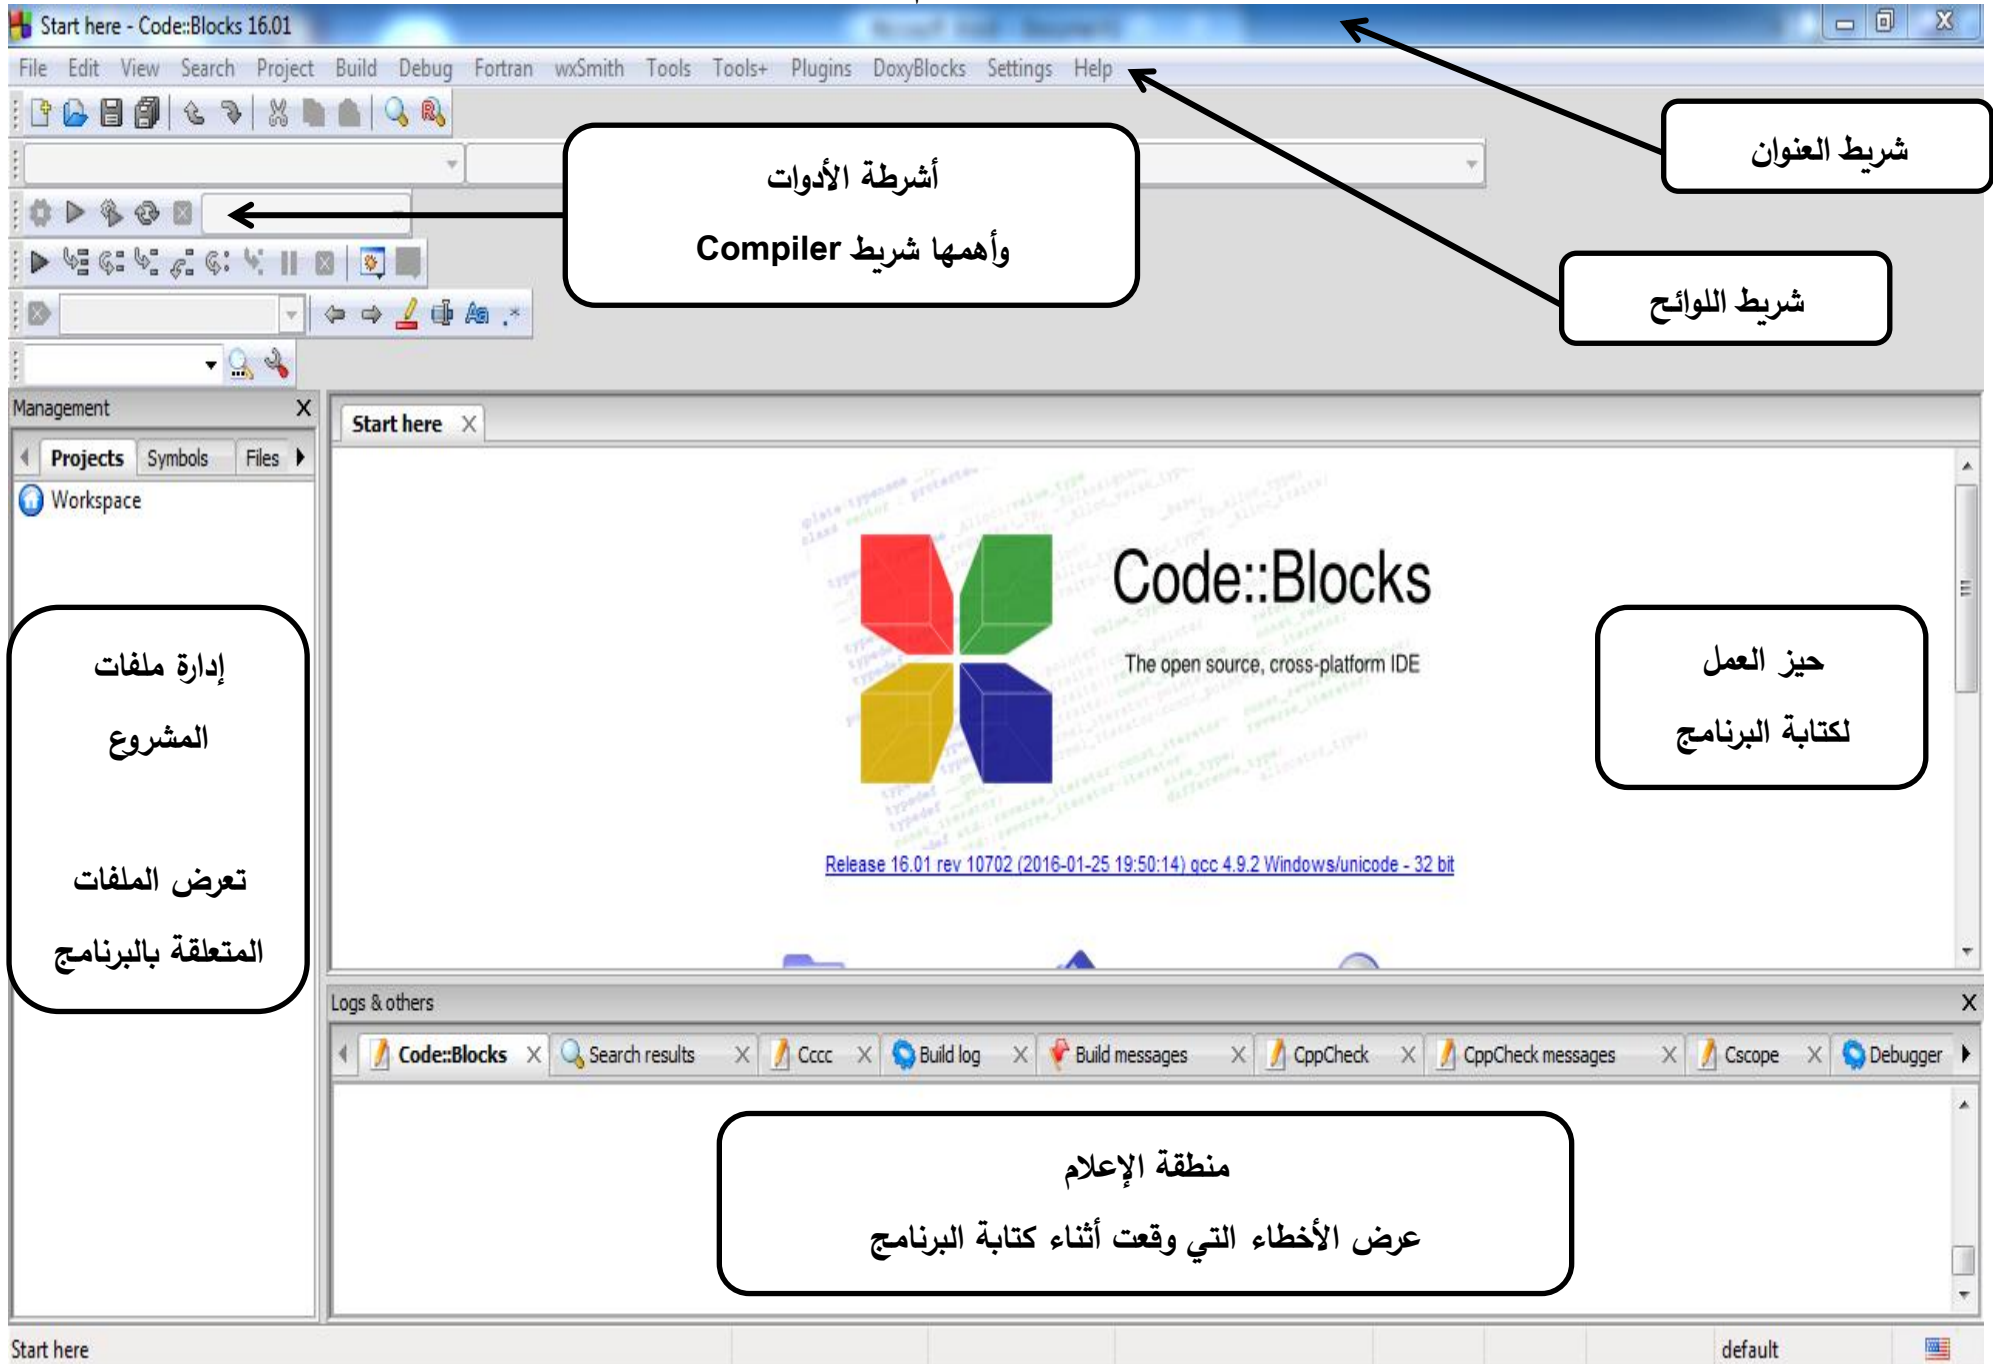 Start here - Code::Blocks 16.01
File Edit View Search Project Build Debug Fortran wxSmith Tools Tools+ Plugins DoxyBlocks Settings Help
شريط العنوان
أشرطة الأدوات
وأهمها شريط Compiler
شريط اللوائح
Management X
Projects Symbols Files
Workspace
Start here
Code::Blocks
The open source, cross-platform IDE
إدارة ملفات
المشروع
تعرض الملفات
المتعلقة بالبرنامج
حيز العمل
لكتابة البرنامج
Release 16.01 rev 10702 (2016-01-25 19:50:14) gcc 4.9.2 Windows/unicode - 32 bit
Logs & others
Code::Blocks Search results Cccc Build log Build messages CppCheck CppCheck messages Cscope Debugger
منطقة الإعلام
عرض الأخطاء التي وقعت أثناء كتابة البرنامج
Start here default